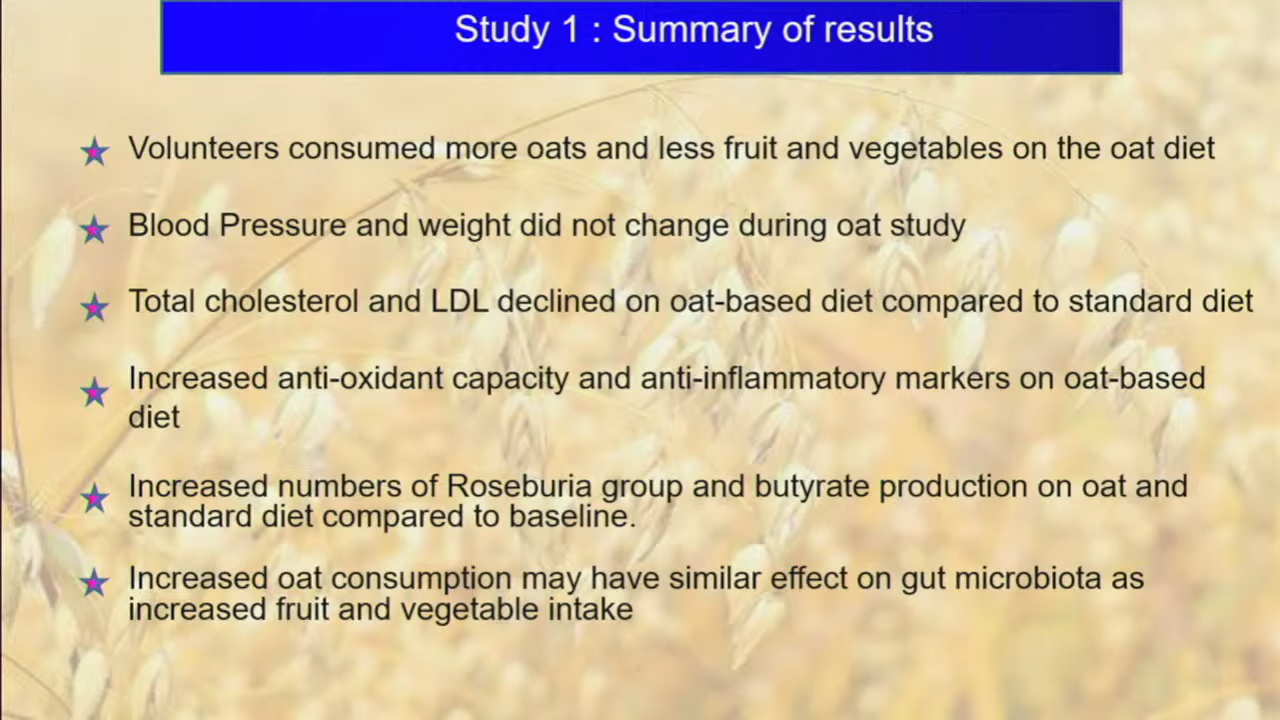 Study 1 : Summary of results
Volunteers consumed more oats and less fruit and vegetables on the oat diet
Blood Pressure and weight did not change during oat study
Total cholesterol and LDL declined on oat-based diet compared to standard diet
Increased anti-oxidant capacity and anti-inflammatory markers on oat-based
diet
Increased numbers of Roseburia group and butyrate production on oat and
standard diet compared to baseline.
Increased oat consumption may have similar effect on gut microbiota as
increased fruit and vegetable intake